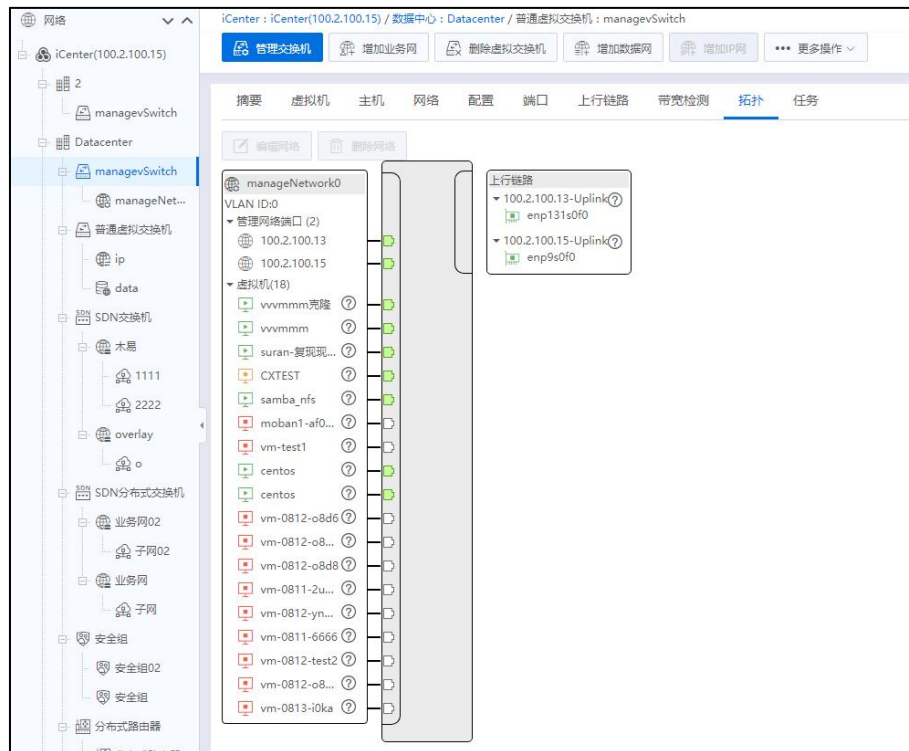 网络
iCenter(100.2.100.15)
2
managevSwitch
Datacenter
managevSwitch
manageNet...
普通虚拟交换机
ip
data
SDN交换机
木易
1111
2222
overlay
o
SDN分布式交换机
业务网02
子网02
业务网
子网
安全组
安全组02
安全组
分布式路由器
iCenter : iCenter(100.2.100.15) / 数据中心 : Datacenter / 普通虚拟交换机 : managevSwitch
管理交换机 增加业务网 删除虚拟交换机 增加数据网 增加IP网 ••• 更多操作
摘要 虚拟机 主机 网络 配置 端口 上行链路 带宽检测 拓扑 任务
编辑网络 删除网络
manageNetwork0
VLAN ID:0
管理网络端口 (2)
100.2.100.13
100.2.100.15
虚拟机(18)
vvvmmm克隆
vvvmmm
suran-复现现...
CXTEST
samba_nfs
moban1-af0...
vm-test1
centos
centos
vm-0812-o8d6
vm-0812-o8...
vm-0812-o8d8
vm-0811-2u...
vm-0812-yn...
vm-0811-6666
vm-0812-test2
vm-0812-o8...
vm-0813-i0ka
上行链路
100.2.100.13-Uplink
enp131s0f0
100.2.100.15-Uplink
enp9s0f0